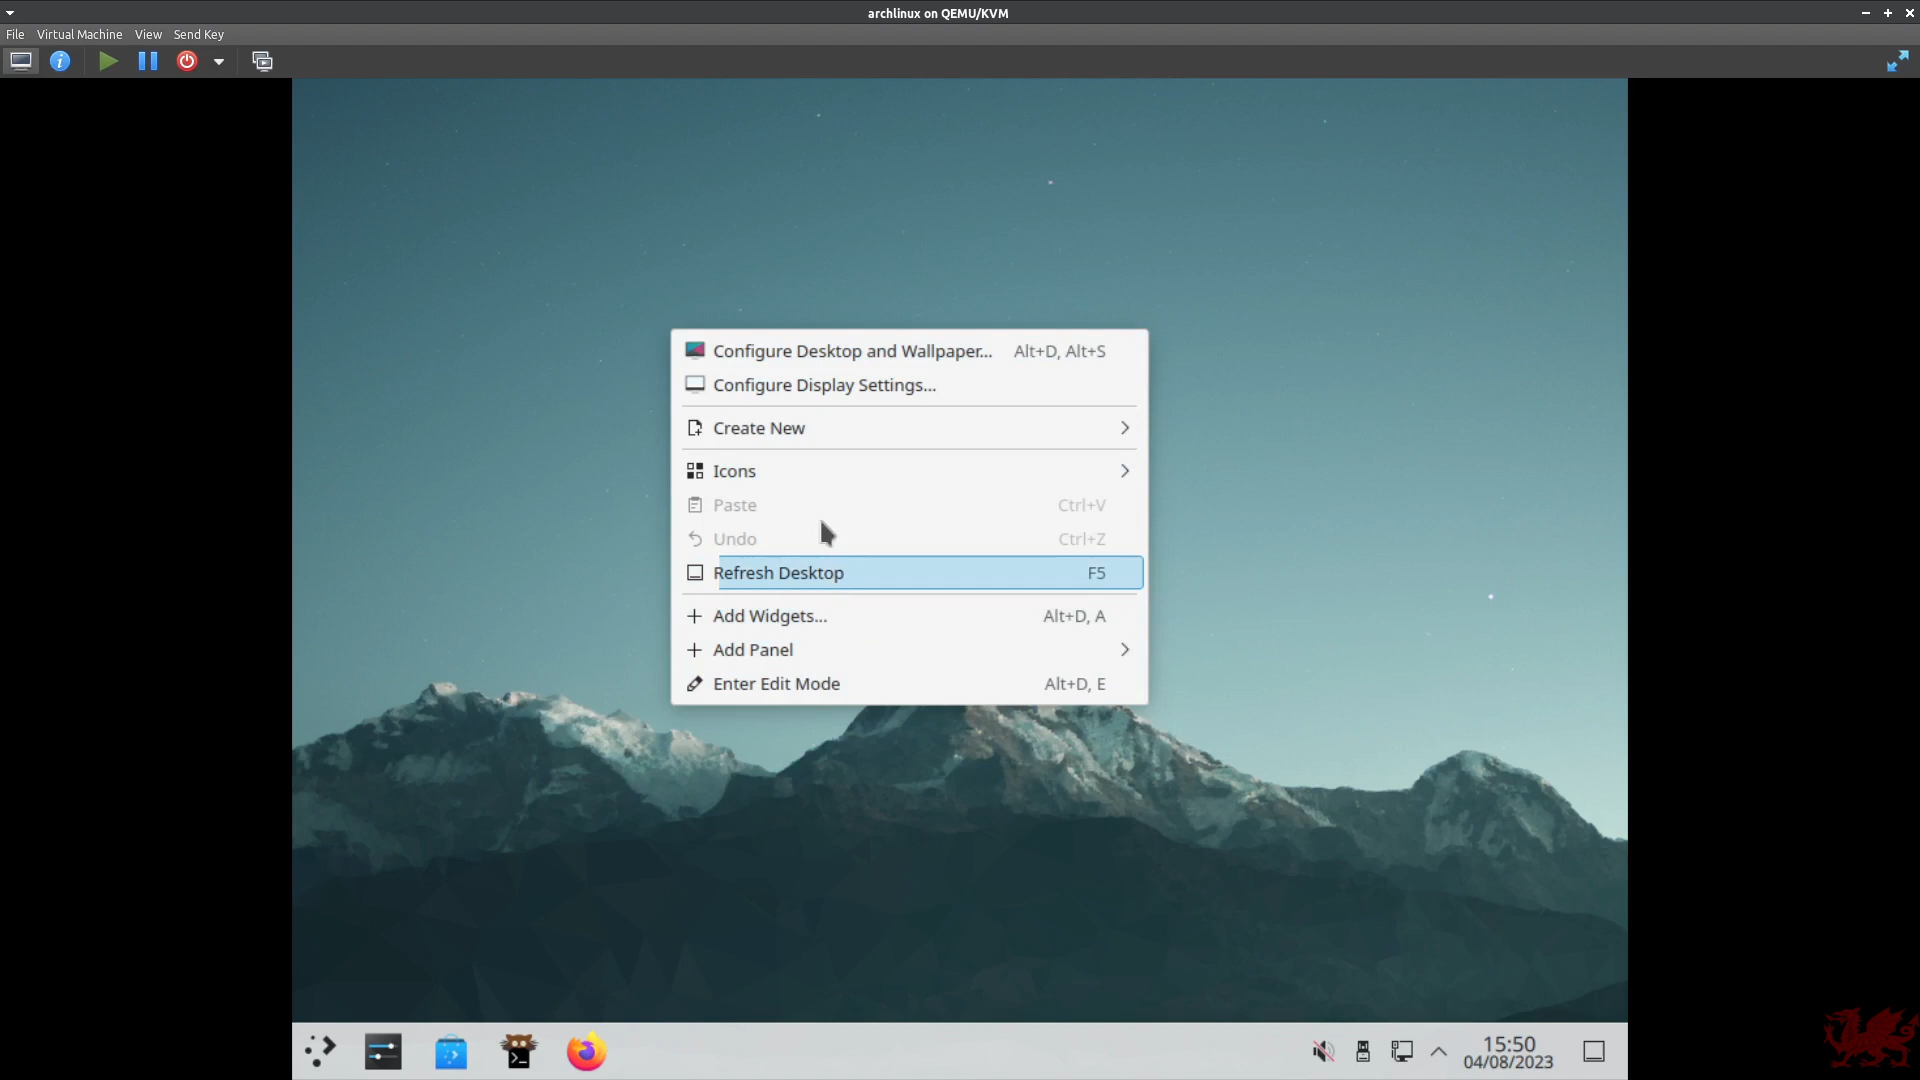 archlinux on QEMU/KVM
File Virtual Machine View Send Key
Configure Desktop and Wallpaper... Alt+D, Alt+S
Configure Display Settings...
Create New
Icons
Paste Ctrl+V
Undo Ctrl+Z
Refresh Desktop F5
Add Widgets... Alt+D, A
Add Panel
Enter Edit Mode Alt+D, E
15:50
04/08/2023